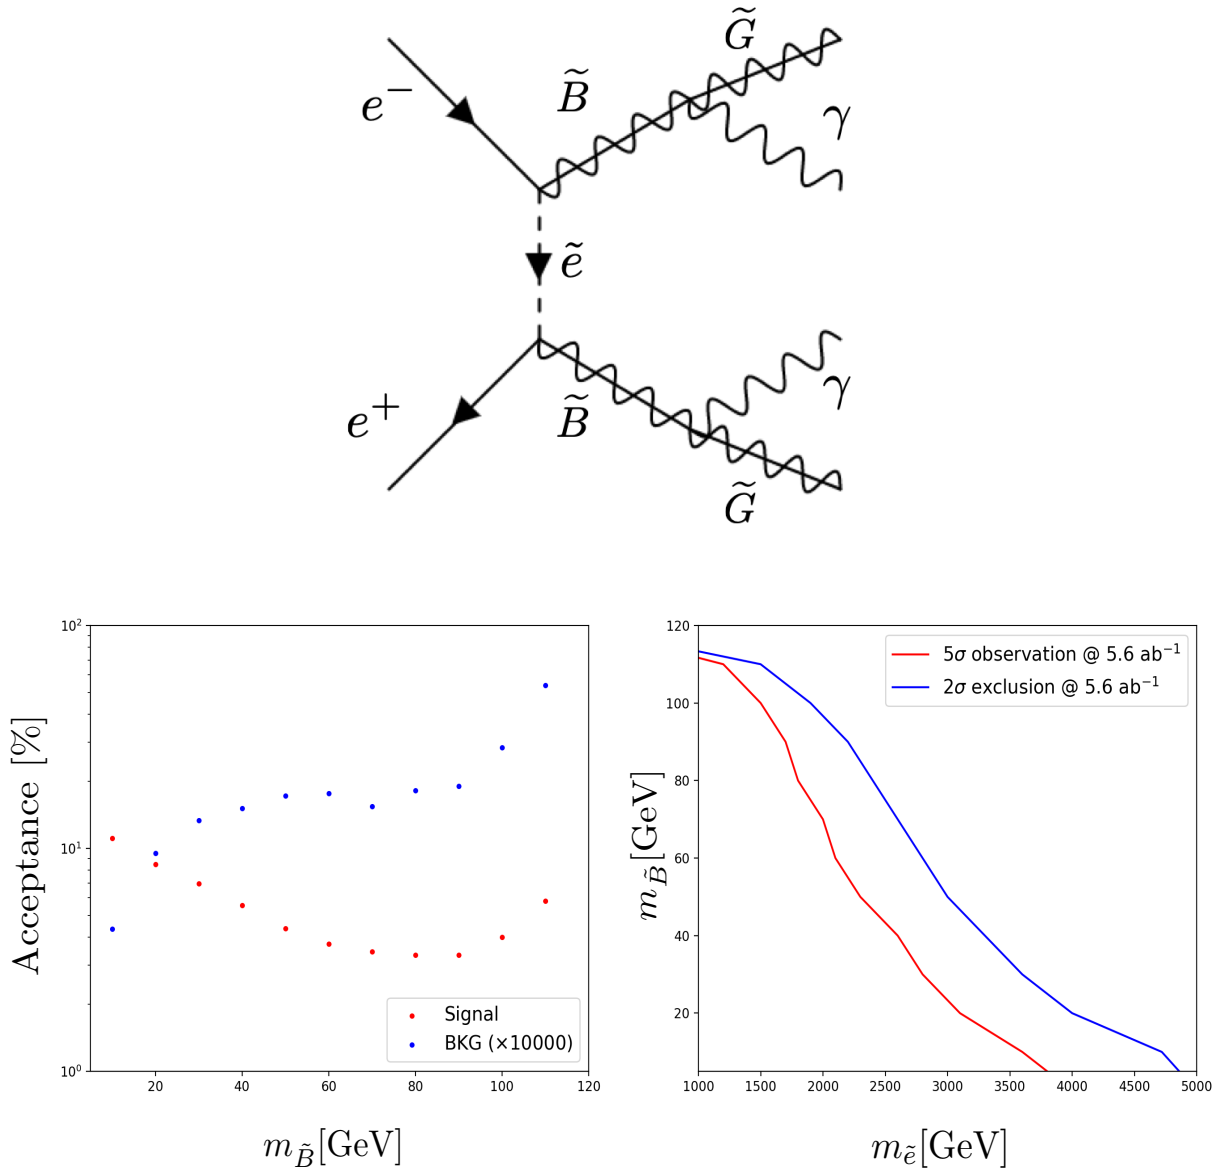 G̃
e⁻
B̃
γ
ẽ
e⁺
B̃
γ
G̃
10²
10¹
10⁰
20
40
60
80
100
120
Acceptance [%]
Signal
BKG (×10000)
m_B̃[GeV]
120
100
80
60
40
20
1000
1500
2000
2500
3000
3500
4000
4500
5000
m_B̃[GeV]
5σ observation @ 5.6 ab⁻¹
2σ exclusion @ 5.6 ab⁻¹
m_ẽ[GeV]